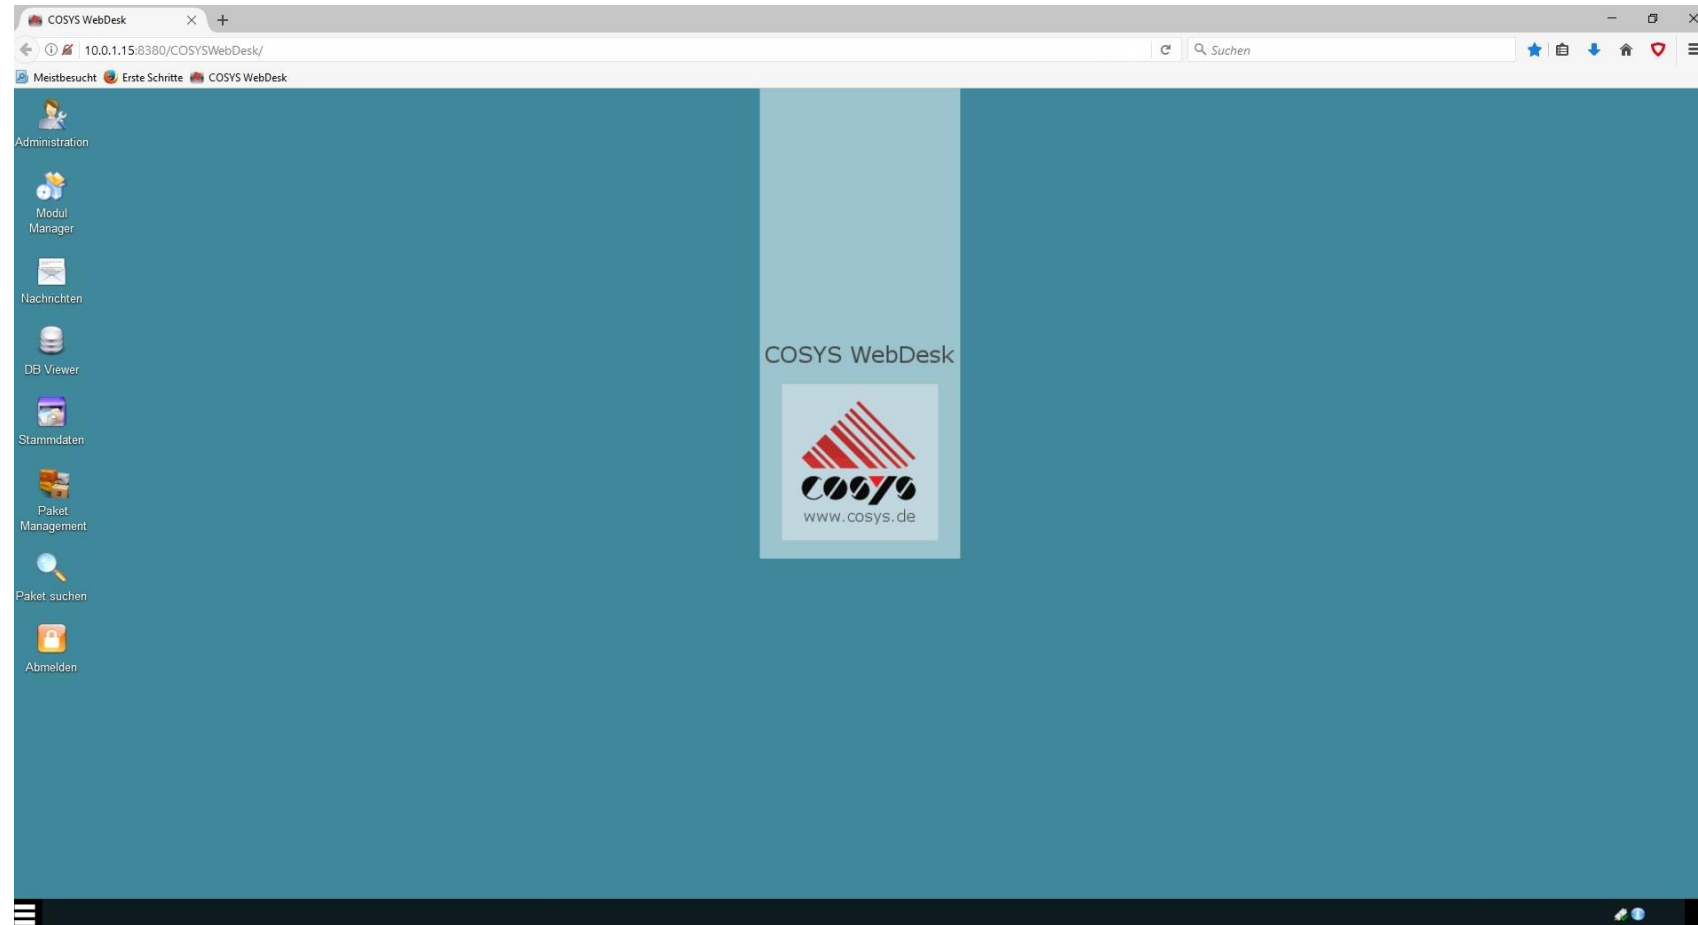 COSYS WebDesk
10.0.1.15:8380/COSYSWebDesk/
Suchen
Meistbesucht Erste Schritte COSYS WebDesk
Administration
Modul
Manager
Nachrichten
DB Viewer
Stammdaten
Paket
Management
Paket suchen
Abmelden
COSYS WebDesk
COSYS
www.cosys.de